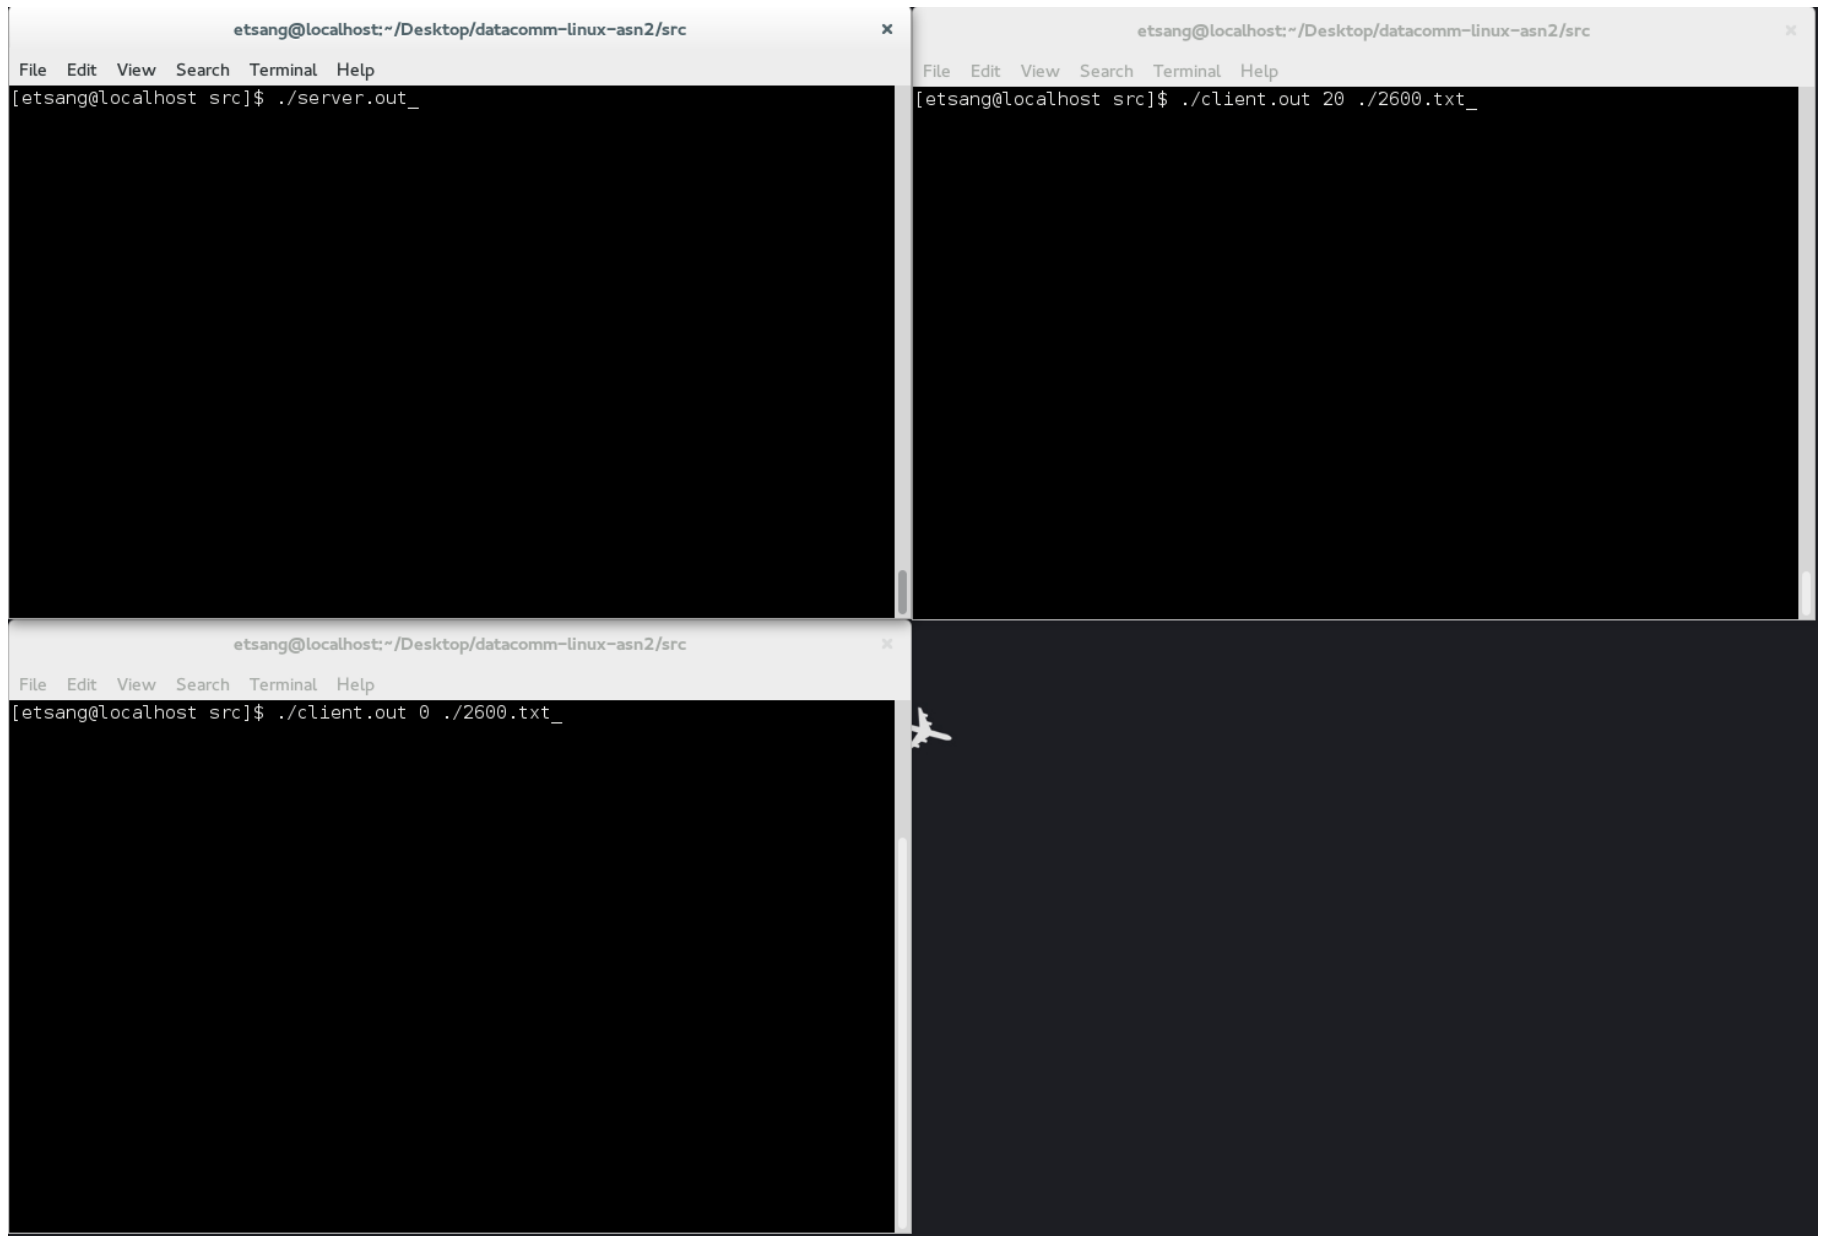 etsang@localhost:~/Desktop/datacomm-linux-asn2/src
File Edit View Search Terminal Help
[etsang@localhost src]$ ./server.out_
etsang@localhost:~/Desktop/datacomm-linux-asn2/src
File Edit View Search Terminal Help
[etsang@localhost src]$ ./client.out 20 ./2600.txt_
etsang@localhost:~/Desktop/datacomm-linux-asn2/src
File Edit View Search Terminal Help
[etsang@localhost src]$ ./client.out 0 ./2600.txt_